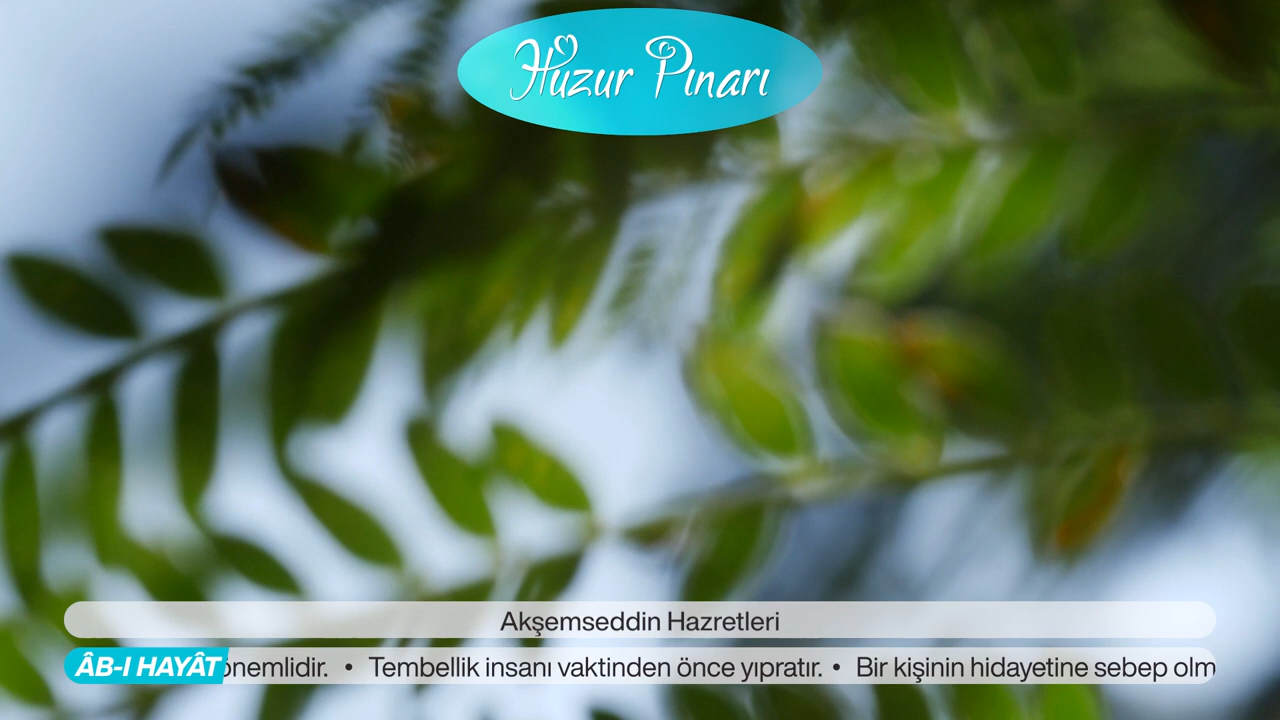 Huzur Pınarı
Akşemseddin Hazretleri
ÂB-I HAYÂT önemlidir. • Tembellik insanı vaktinden önce yıpratır. • Bir kişinin hidayetine sebep olm